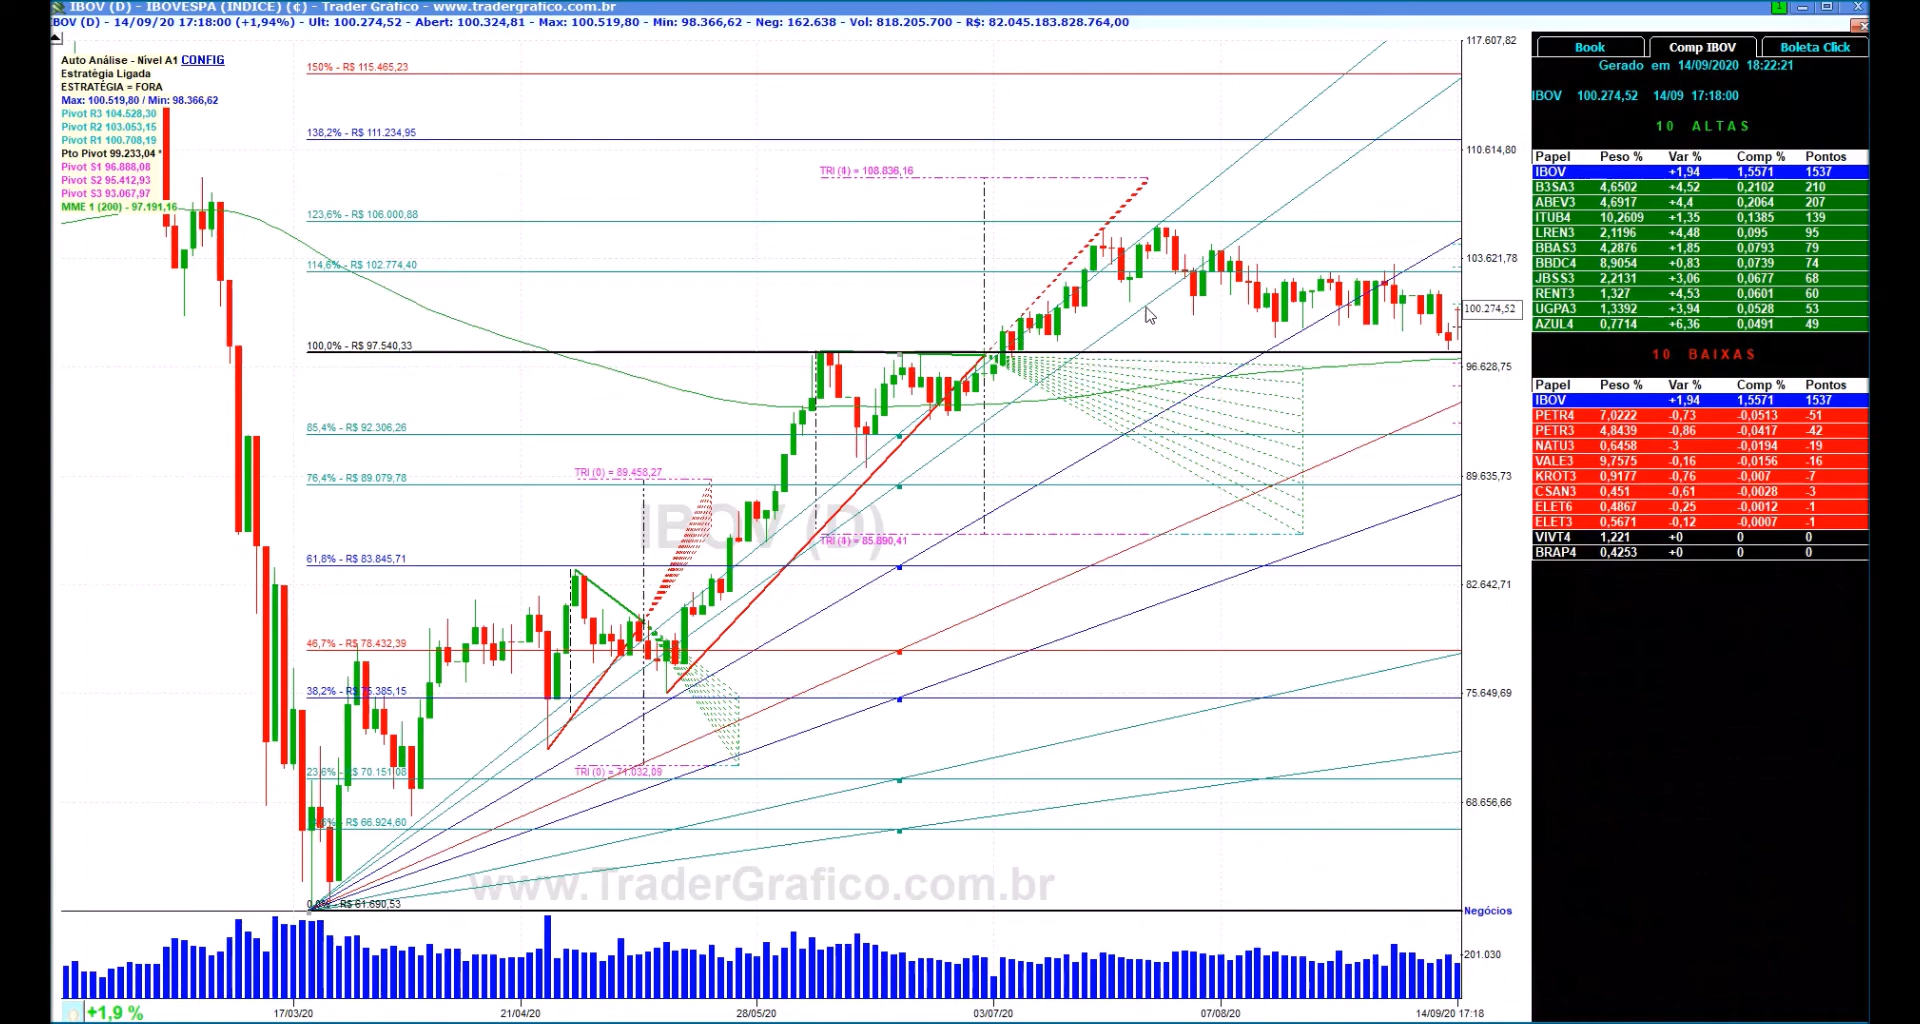 IBOV (D) - IBOVESPA (INDICE) (¢) - Trader Gráfico - www.tradergrafico.com.br
IBOV (D) - 14/09/20 17:18:00 (+1,94%) - Ult: 100.274,52 - Abert: 100.324,81 - Max: 100.519,80 - Min: 98.366,62 - Neg: 162.638 - Vol: 818.205.700 - R$: 82.045.183.828.764,00
Auto Análise - Nível A1 CONFIG
Estratégia Ligada
ESTRATÉGIA = FORA
Max: 100.519,80 / Min: 98.366,62
Pivot R3 104.528,30
Pivot R2 103.053,15
Pivot R1 100.708,19
Pto Pivot 99.233,04 *
Pivot S1 96.888,08
Pivot S2 95.412,93
Pivot S3 93.067,97
MME 1 (200) - 97.191,16
150% - R$ 115.465,23
138,2% - R$ 111.234,95
TRI (1) = 108.836,16
123,6% - R$ 106.000,88
114,6% - R$ 102.774,40
100,0% - R$ 97.540,33
85,4% - R$ 92.306,26
TRI (0) = 89.458,27
76,4% - R$ 89.079,78
IBOV (D)
TRI (1) = 85.890,41
61,8% - R$ 83.845,71
46,7% - R$ 78.432,39
38,2% - R$ 75.385,15
TRI (0) = 71.032,09
23,6% - R$ 70.151,08
R$ 66.924,60
www.TraderGrafico.com.br
0,0% - R$ 61.690,53
117.607,82
110.614,80
103.621,78
100.274,52
96.628,75
89.635,73
82.642,71
75.649,69
68.656,66
Negócios
201.030
+1,9 %
17/03/20
21/04/20
28/05/20
03/07/20
07/08/20
14/09/20 17:18
Book Comp IBOV Boleta Click
Gerado em 14/09/2020 18:22:21
IBOV 100.274,52 14/09 17:18:00
10 ALTAS
Papel Peso % Var % Comp % Pontos
IBOV +1,94 1,5571 1537
B3SA3 4,6502 +4,52 0,2102 210
ABEV3 4,6917 +4,4 0,2064 207
ITUB4 10,2609 +1,35 0,1385 139
LREN3 2,1196 +4,48 0,095 95
BBAS3 4,2876 +1,85 0,0793 79
BBDC4 8,9054 +0,83 0,0739 74
JBSS3 2,2131 +3,06 0,0677 68
RENT3 1,327 +4,53 0,0601 60
UGPA3 1,3392 +3,94 0,0528 53
AZUL4 0,7714 +6,36 0,0491 49
10 BAIXAS
Papel Peso % Var % Comp % Pontos
IBOV +1,94 1,5571 1537
PETR4 7,0222 -0,73 -0,0513 -51
PETR3 4,8439 -0,86 -0,0417 -42
NATU3 0,6458 -3 -0,0194 -19
VALE3 9,7575 -0,16 -0,0156 -16
KROT3 0,9177 -0,76 -0,007 -7
CSAN3 0,451 -0,61 -0,0028 -3
ELET6 0,4867 -0,25 -0,0012 -1
ELET3 0,5671 -0,12 -0,0007 -1
VIVT4 1,221 +0 0 0
BRAP4 0,4253 +0 0 0